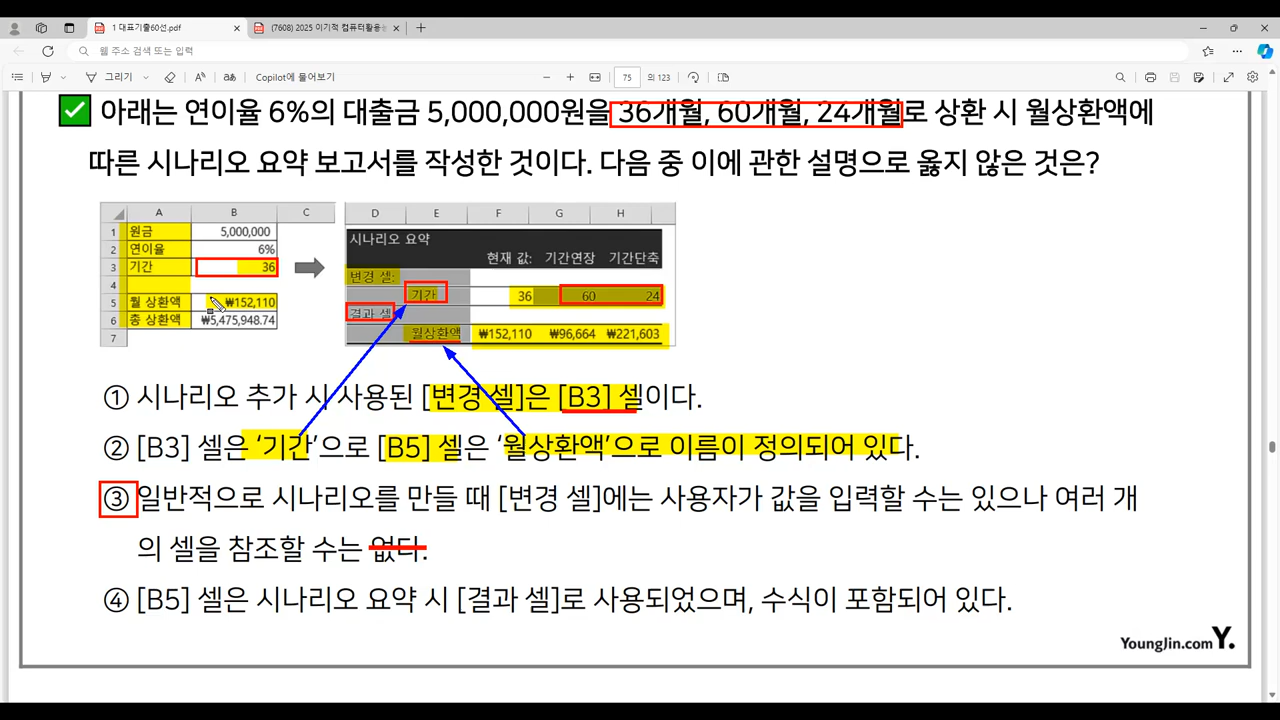 1 대표기출60선.pdf
(7608) 2025 이기적 컴퓨터활용능
웹 주소 검색 또는 입력
그리기
Copilot에 물어보기
75 의 123
아래는 연이율 6%의 대출금 5,000,000원을 36개월, 60개월, 24개월로 상환 시 월상환액에
따른 시나리오 요약 보고서를 작성한 것이다. 다음 중 이에 관한 설명으로 옳지 않은 것은?
A B C
1 원금 5,000,000
2 연이율 6%
3 기간 36
4
5 월 상환액 ₩152,110
6 총 상환액 ₩5,475,948.74
7
D E F G H
시나리오 요약
현재 값: 기간연장 기간단축
변경 셀:
기간 36 60 24
결과 셀
월상환액 ₩152,110 ₩96,664 ₩221,603
① 시나리오 추가 시 사용된 [변경 셀]은 [B3] 셀이다.
② [B3] 셀은 ‘기간’으로 [B5] 셀은 ‘월상환액’으로 이름이 정의되어 있다.
③ 일반적으로 시나리오를 만들 때 [변경 셀]에는 사용자가 값을 입력할 수는 있으나 여러 개
의 셀을 참조할 수는 없다.
④ [B5] 셀은 시나리오 요약 시 [결과 셀]로 사용되었으며, 수식이 포함되어 있다.
YoungJin.com Y.